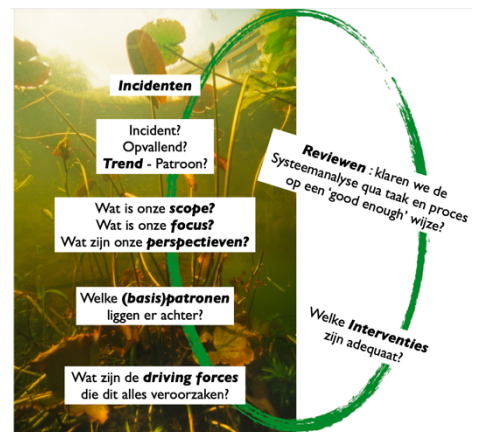 Incidenten
Incident?
Opvallend?
Trend - Patroon?
Wat is onze scope?
Wat is onze focus?
Wat zijn onze perspectieven?
Welke (basis)patronen
liggen er achter?
Wat zijn de driving forces
die dit alles veroorzaken?
Reviewen : klaren we de
Systeemanalyse qua taak en proces
op een ‘good enough’ wijze?
Welke Interventies
zijn adequaat?